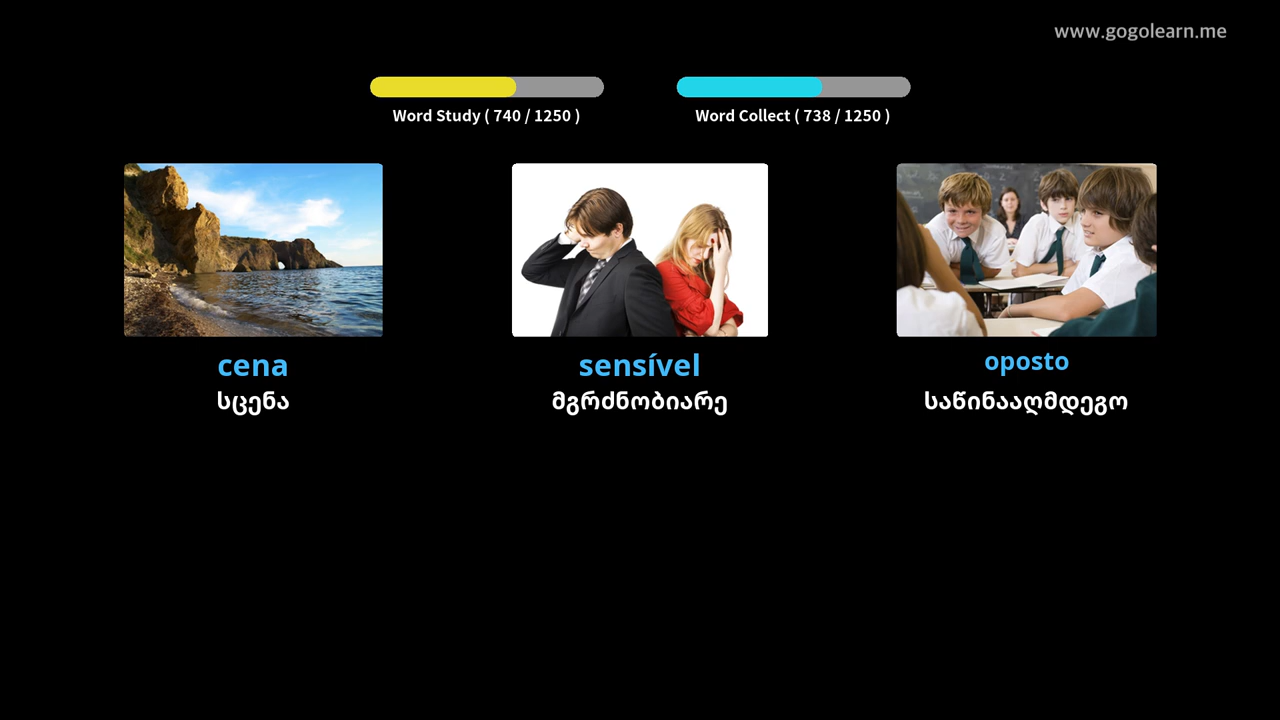 www.gogolearn.me
Word Study ( 740 / 1250 )
Word Collect ( 738 / 1250 )
cena
სცენა
sensível
მგრძნობიარე
oposto
საწინააღმდეგო